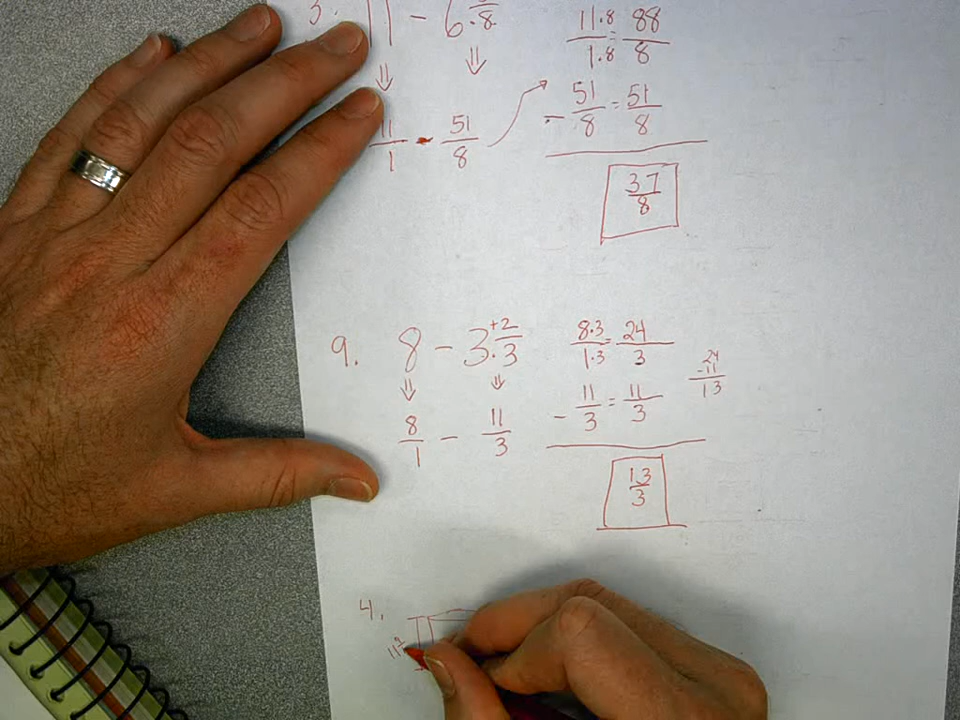 3. 11 - 6 3/8
11·8/1·8 = 88/8
11/1 - 51/8
- 51/8 = 51/8
37/8
9. 8 - 3 +2/·3
8·3/1·3 = 24/3
24
-11
13
8/1 - 11/3
- 11/3 = 11/3
13/3
4.